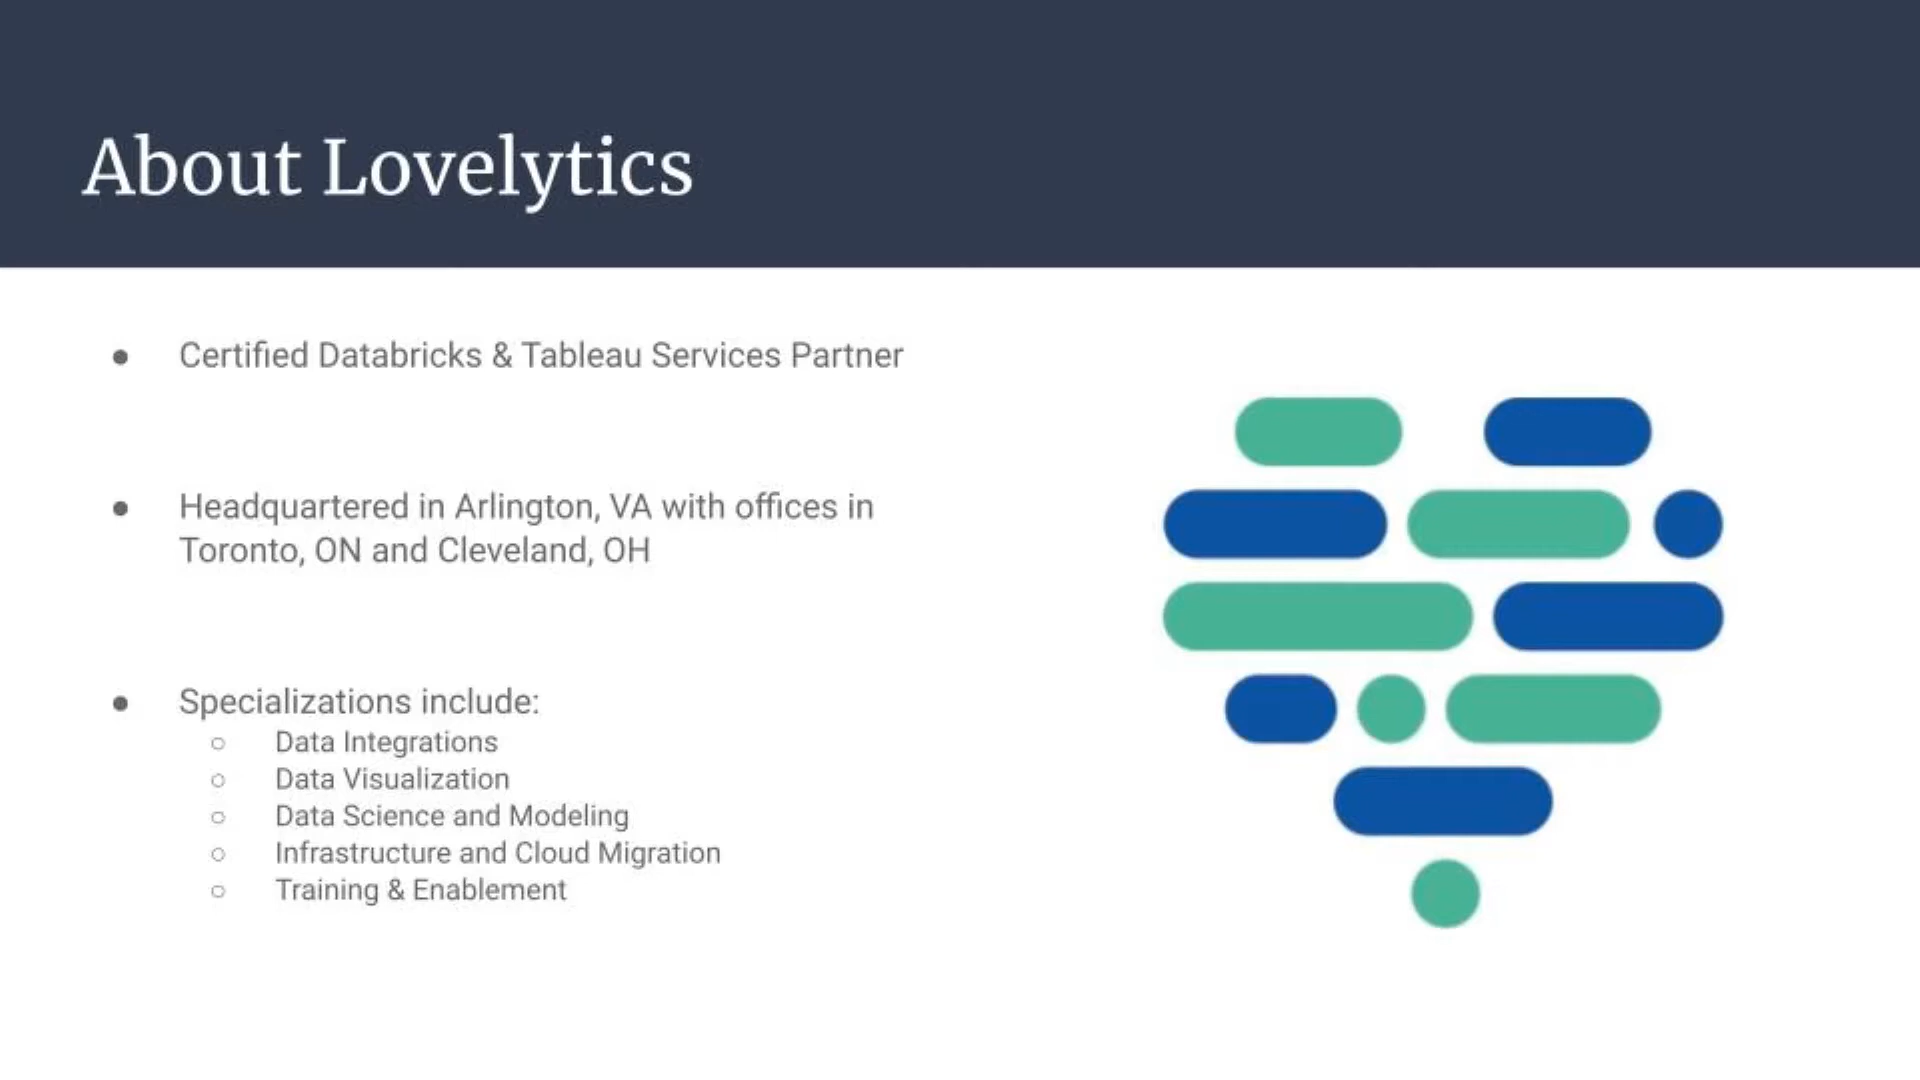 About Lovelytics
● Certified Databricks & Tableau Services Partner
● Headquartered in Arlington, VA with offices in
Toronto, ON and Cleveland, OH
● Specializations include:
○ Data Integrations
○ Data Visualization
○ Data Science and Modeling
○ Infrastructure and Cloud Migration
○ Training & Enablement